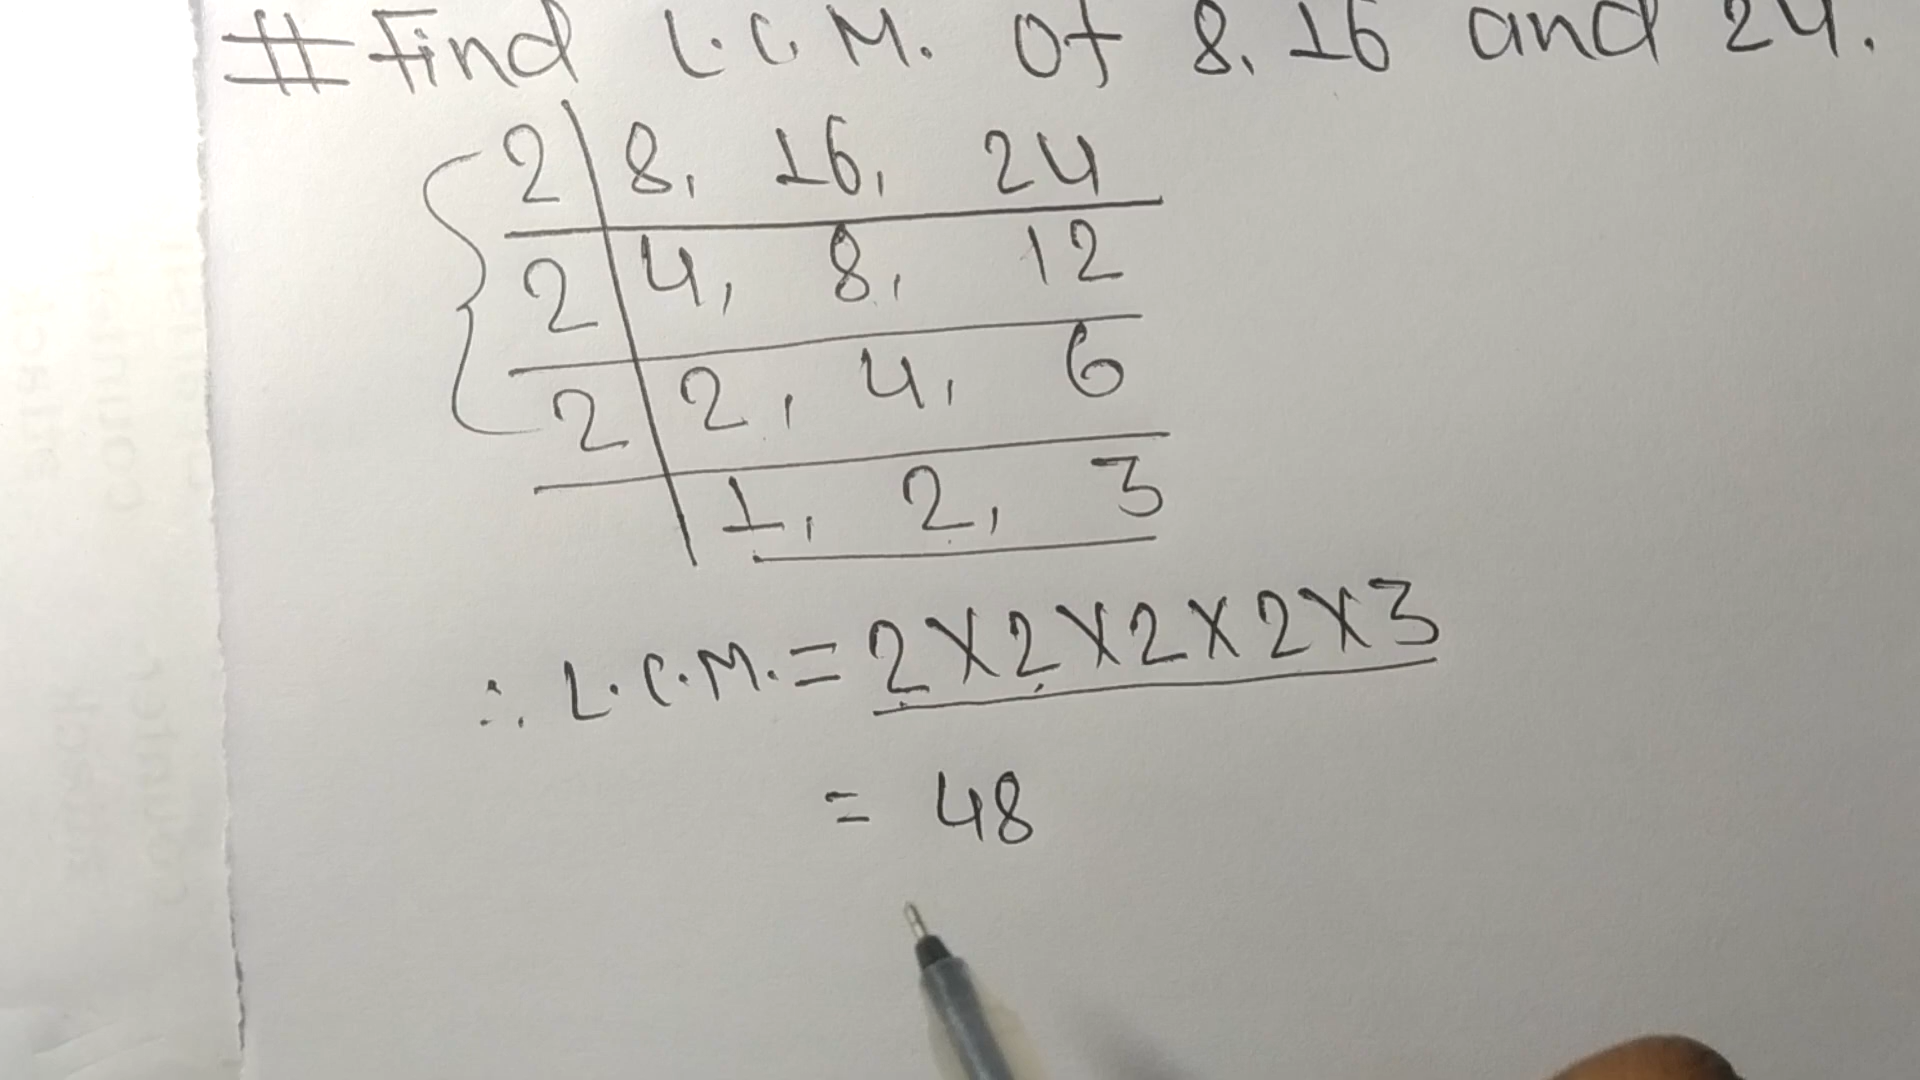 # Find L.C.M. of 8, 16 and 24.
2 8, 16, 24
2 4, 8, 12
2 2, 4, 6
1, 2, 3
∴ L.C.M. = 2×2×2×2×3
= 48